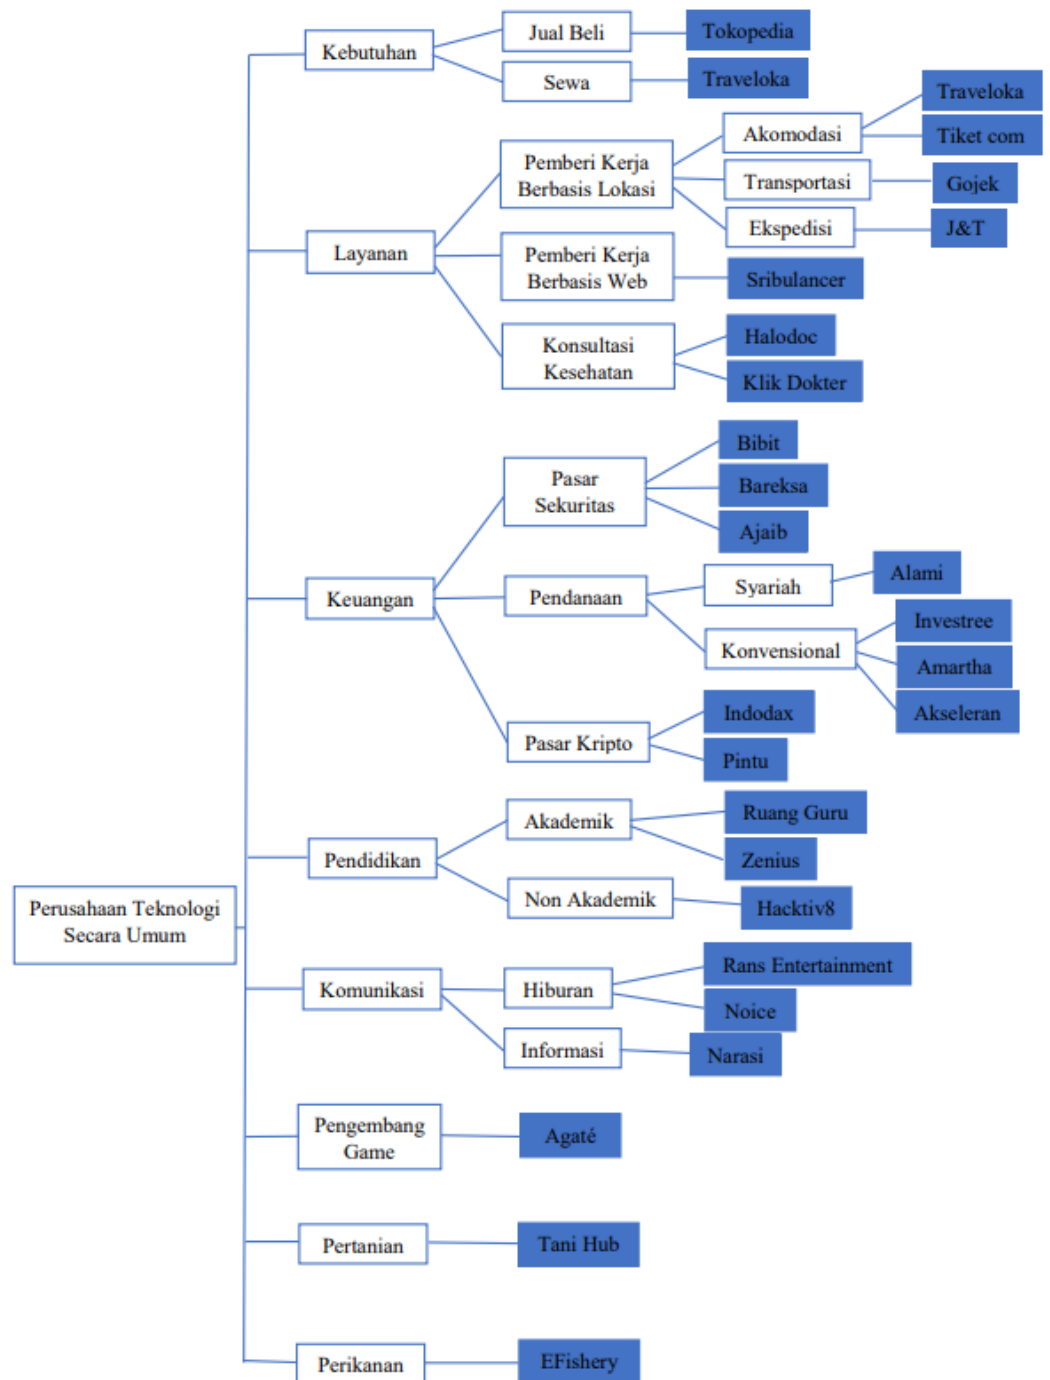 Kebutuhan
Jual Beli
Tokopedia
Sewa
Traveloka
Layanan
Pemberi Kerja
Berbasis Lokasi
Akomodasi
Traveloka
Tiket com
Transportasi
Gojek
Ekspedisi
J&T
Pemberi Kerja
Berbasis Web
Sribulancer
Konsultasi
Kesehatan
Halodoc
Klik Dokter
Keuangan
Pasar
Sekuritas
Bibit
Bareksa
Ajaib
Pendanaan
Syariah
Alami
Konvensional
Investree
Amartha
Akseleran
Pasar Kripto
Indodax
Pintu
Pendidikan
Akademik
Ruang Guru
Zenius
Non Akademik
Hacktiv8
Perusahaan Teknologi
Secara Umum
Komunikasi
Hiburan
Rans Entertainment
Noice
Informasi
Narasi
Pengembang
Game
Agaté
Pertanian
Tani Hub
Perikanan
EFishery